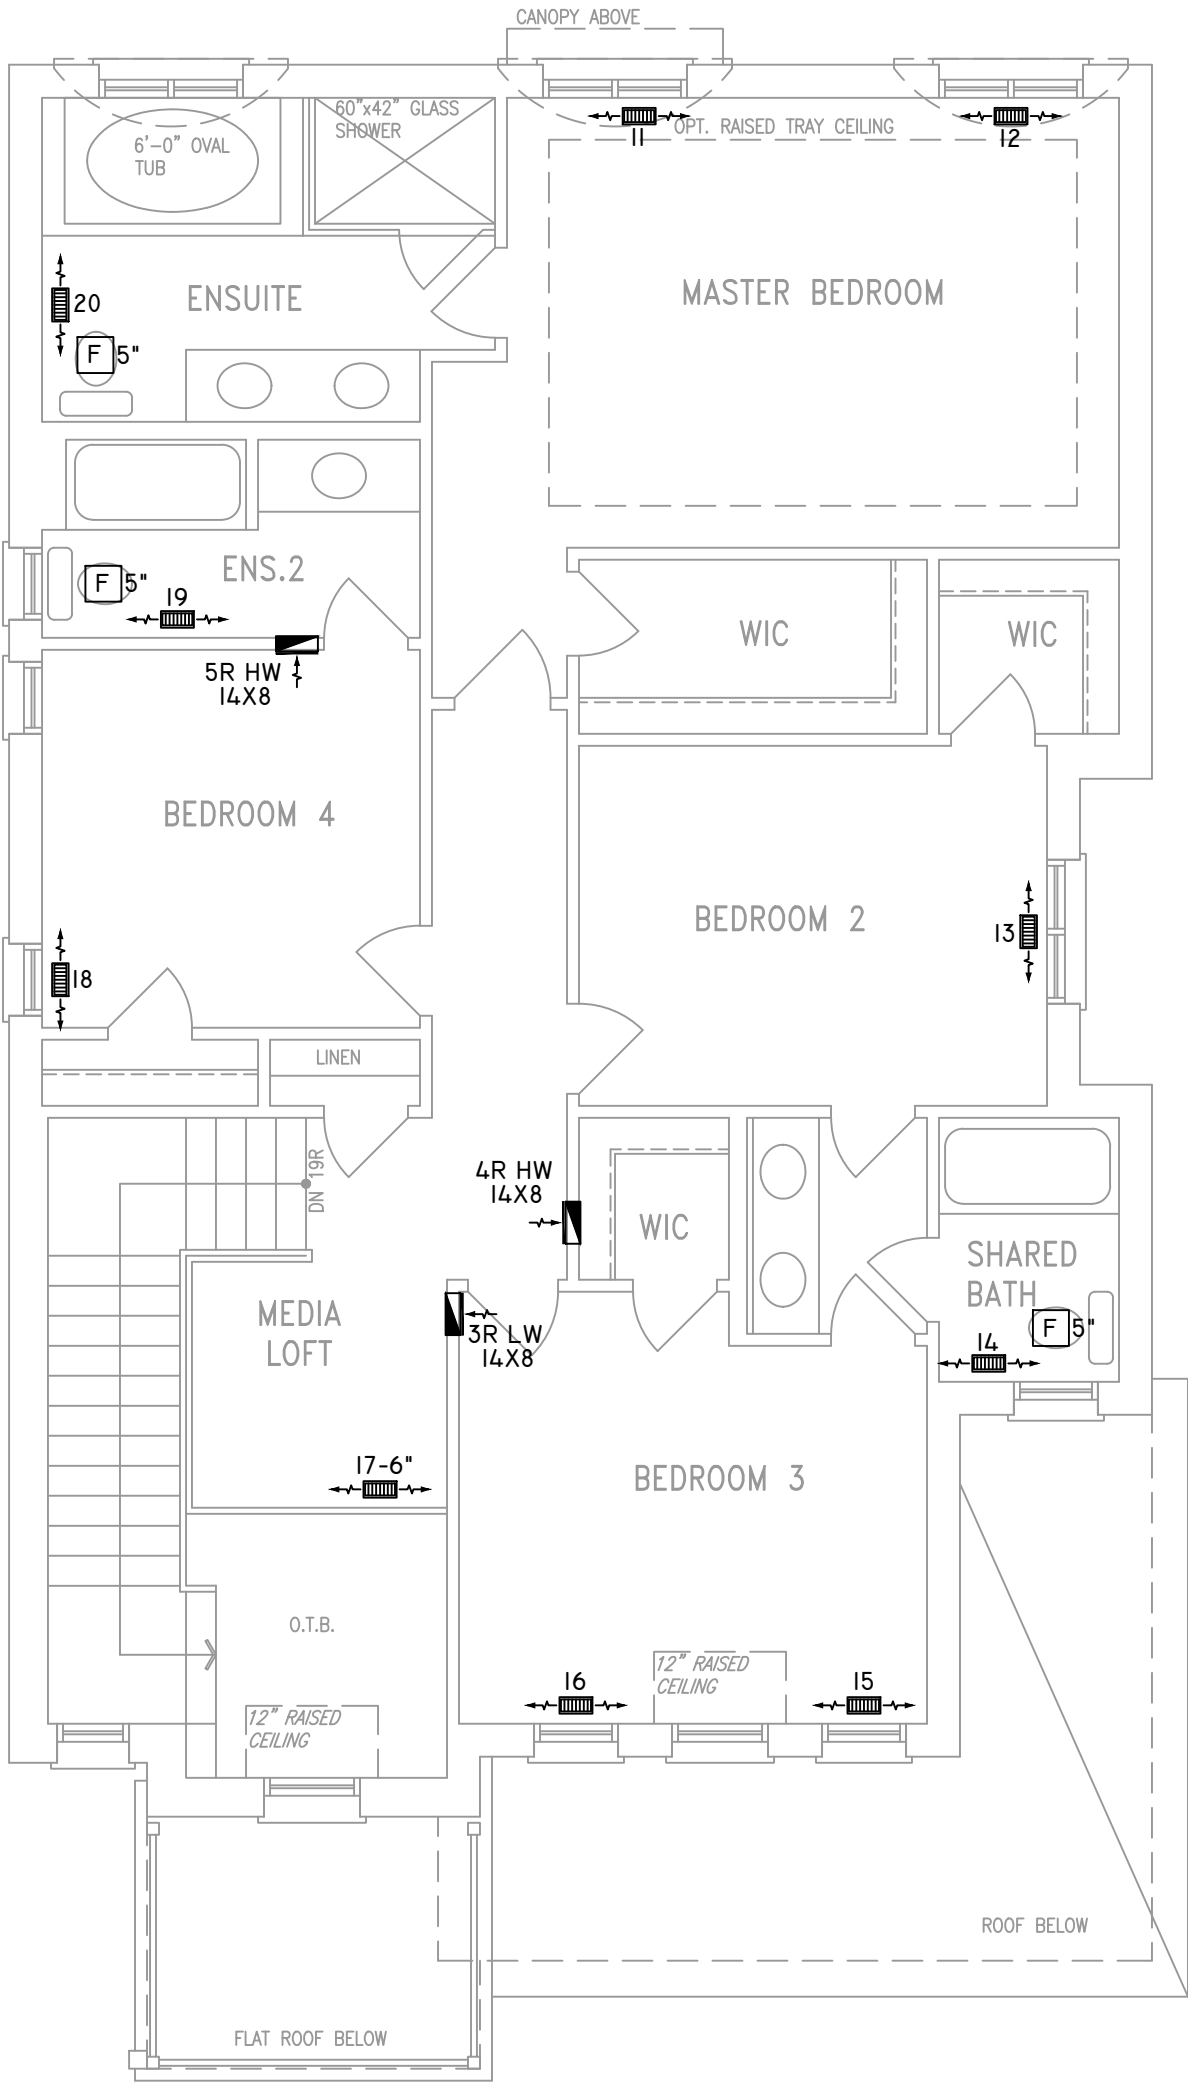 CANOPY ABOVE
60"x42" GLASS
SHOWER
6'-0" OVAL
TUB
OPT. RAISED TRAY CEILING
11
12
20
ENSUITE
MASTER BEDROOM
F 5"
ENS.2
F 5"
19
WIC
WIC
5R HW
14X8
BEDROOM 4
BEDROOM 2
13
18
LINEN
DN 19R
4R HW
14X8
WIC
SHARED
BATH
MEDIA
LOFT
F 5"
3R LW
14X8
14
17-6"
BEDROOM 3
O.T.B.
16
12" RAISED
CEILING
15
12" RAISED
CEILING
ROOF BELOW
FLAT ROOF BELOW